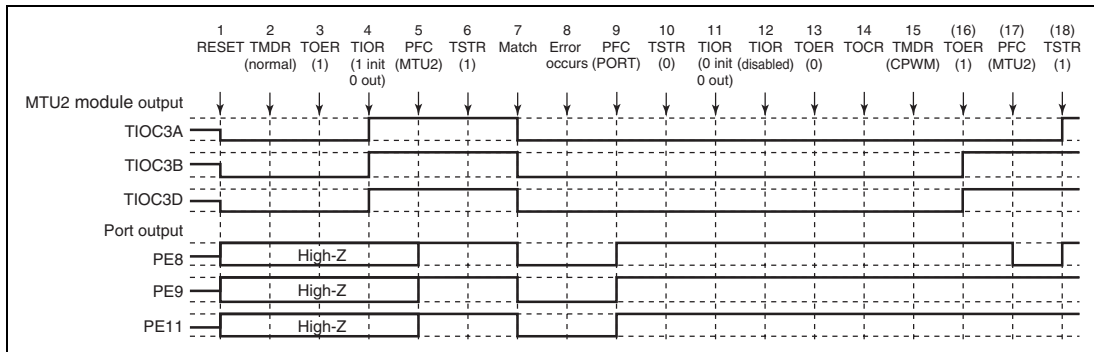 1 2 3 4 5 6 7 8 9 10 11 12 13 14 15 (16) (17) (18)
RESET TMDR TOER TIOR PFC TSTR Match Error PFC TSTR TIOR TIOR TOER TOCR TMDR TOER PFC TSTR
(normal) (1) (1 init (MTU2) (1) occurs (PORT) (0) (0 init (disabled) (0) (CPWM) (1) (MTU2) (1)
0 out) 0 out)
MTU2 module output
TIOC3A
TIOC3B
TIOC3D
Port output
PE8 High-Z
PE9 High-Z
PE11 High-Z